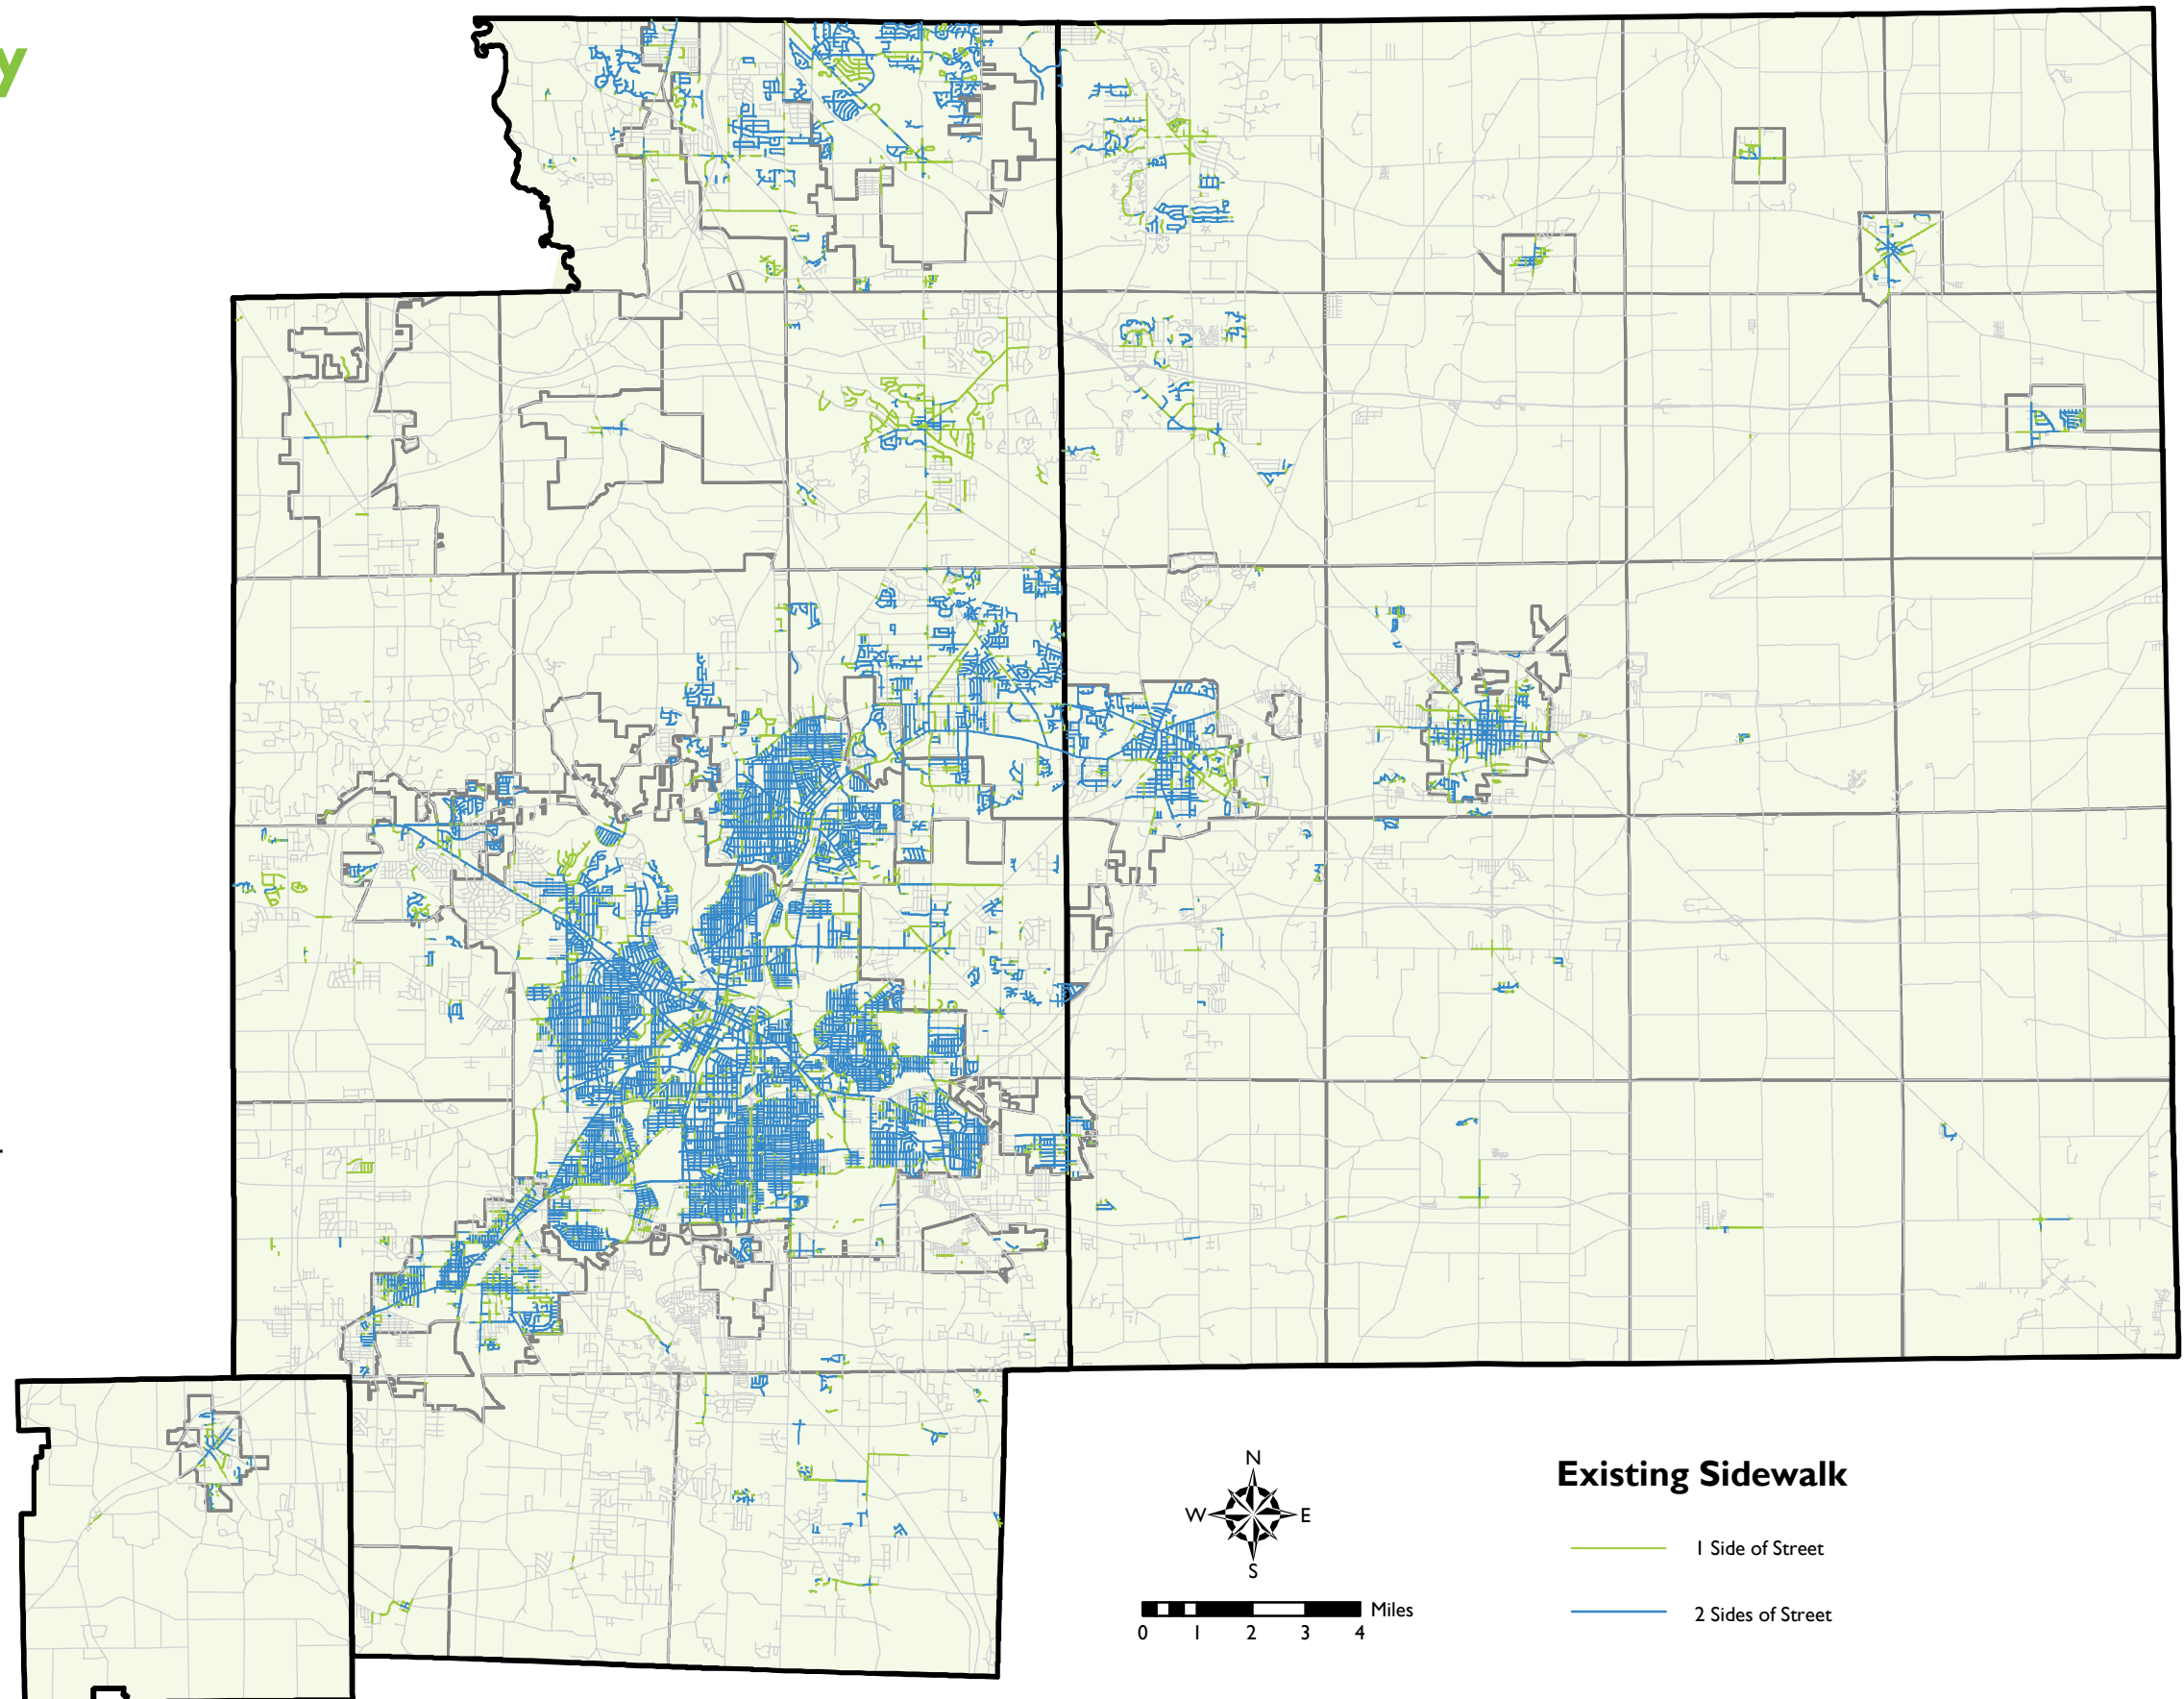 y
N
W E
S
Miles
0 1 2 3 4
Existing Sidewalk
1 Side of Street
2 Sides of Street